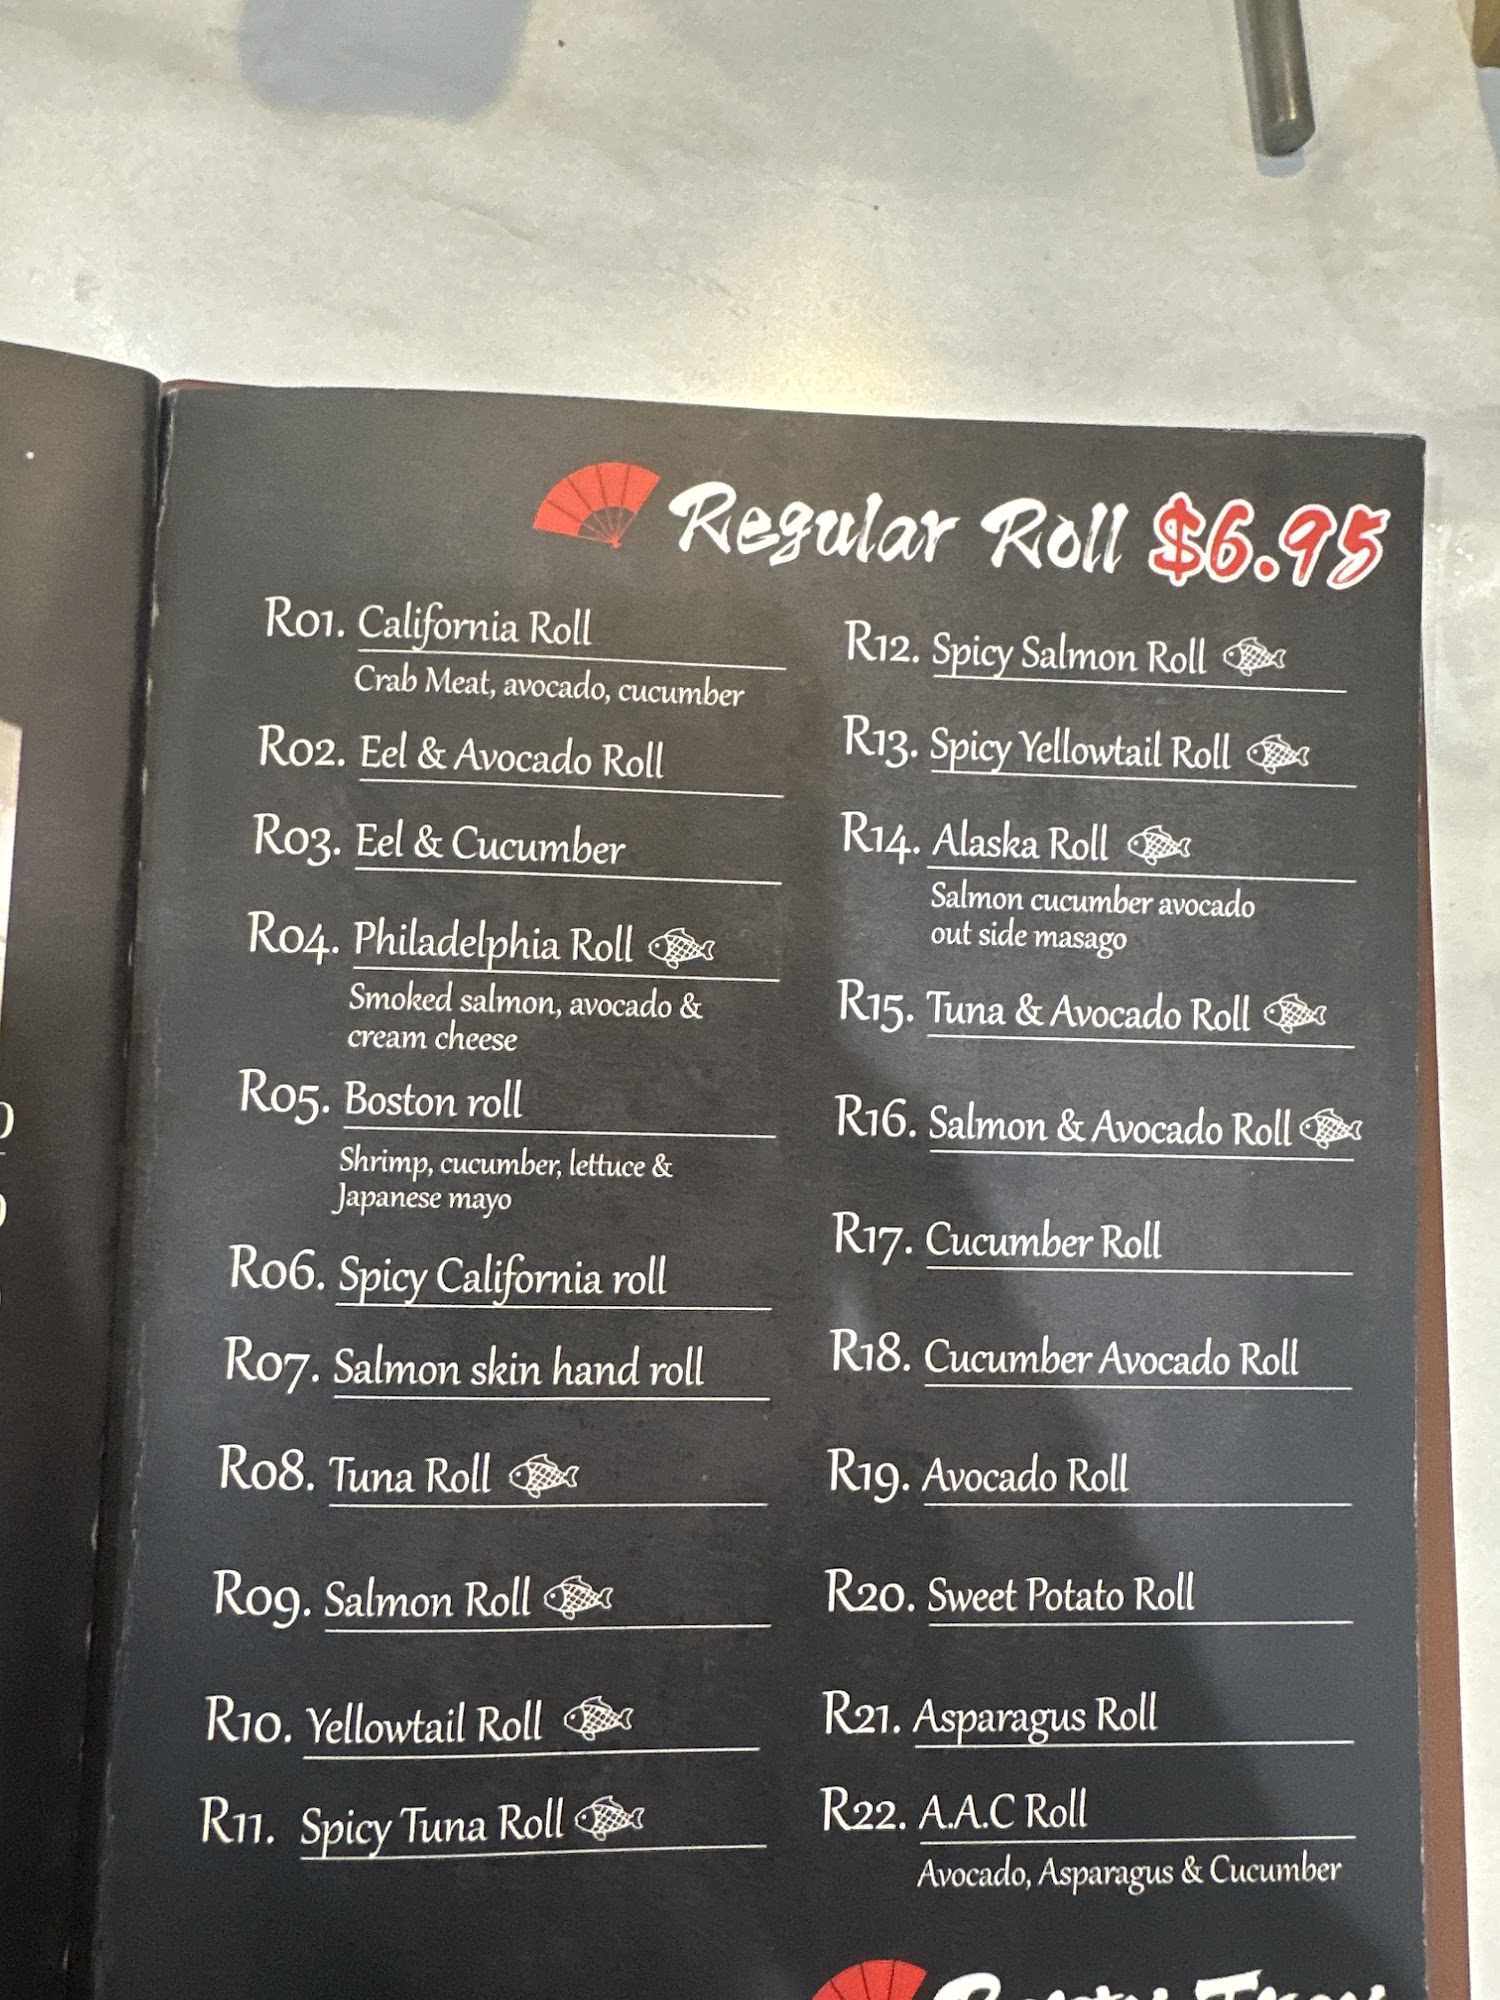 Regular Roll $6.95
R01. California Roll
Crab Meat, avocado, cucumber
R02. Eel & Avocado Roll
R03. Eel & Cucumber
R04. Philadelphia Roll
Smoked salmon, avocado &
cream cheese
R05. Boston roll
Shrimp, cucumber, lettuce &
Japanese mayo
R06. Spicy California roll
R07. Salmon skin hand roll
R08. Tuna Roll
R09. Salmon Roll
R10. Yellowtail Roll
R11. Spicy Tuna Roll
R12. Spicy Salmon Roll
R13. Spicy Yellowtail Roll
R14. Alaska Roll
Salmon cucumber avocado
out side masago
R15. Tuna & Avocado Roll
R16. Salmon & Avocado Roll
R17. Cucumber Roll
R18. Cucumber Avocado Roll
R19. Avocado Roll
R20. Sweet Potato Roll
R21. Asparagus Roll
R22. A.A.C Roll
Avocado, Asparagus & Cucumber